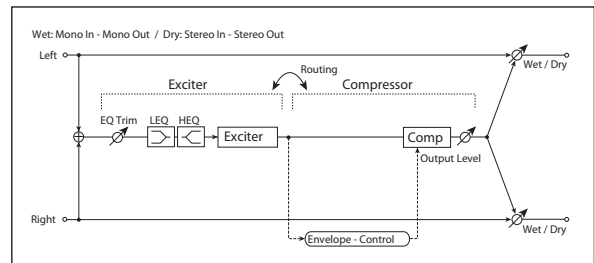 Wet: Mono In - Mono Out / Dry: Stereo In - Stereo Out
Left
Wet / Dry
Routing
Exciter
Compressor
EQ Trim
LEQ
HEQ
Exciter
Comp
Output Level
Right
Wet / Dry
Envelope - Control